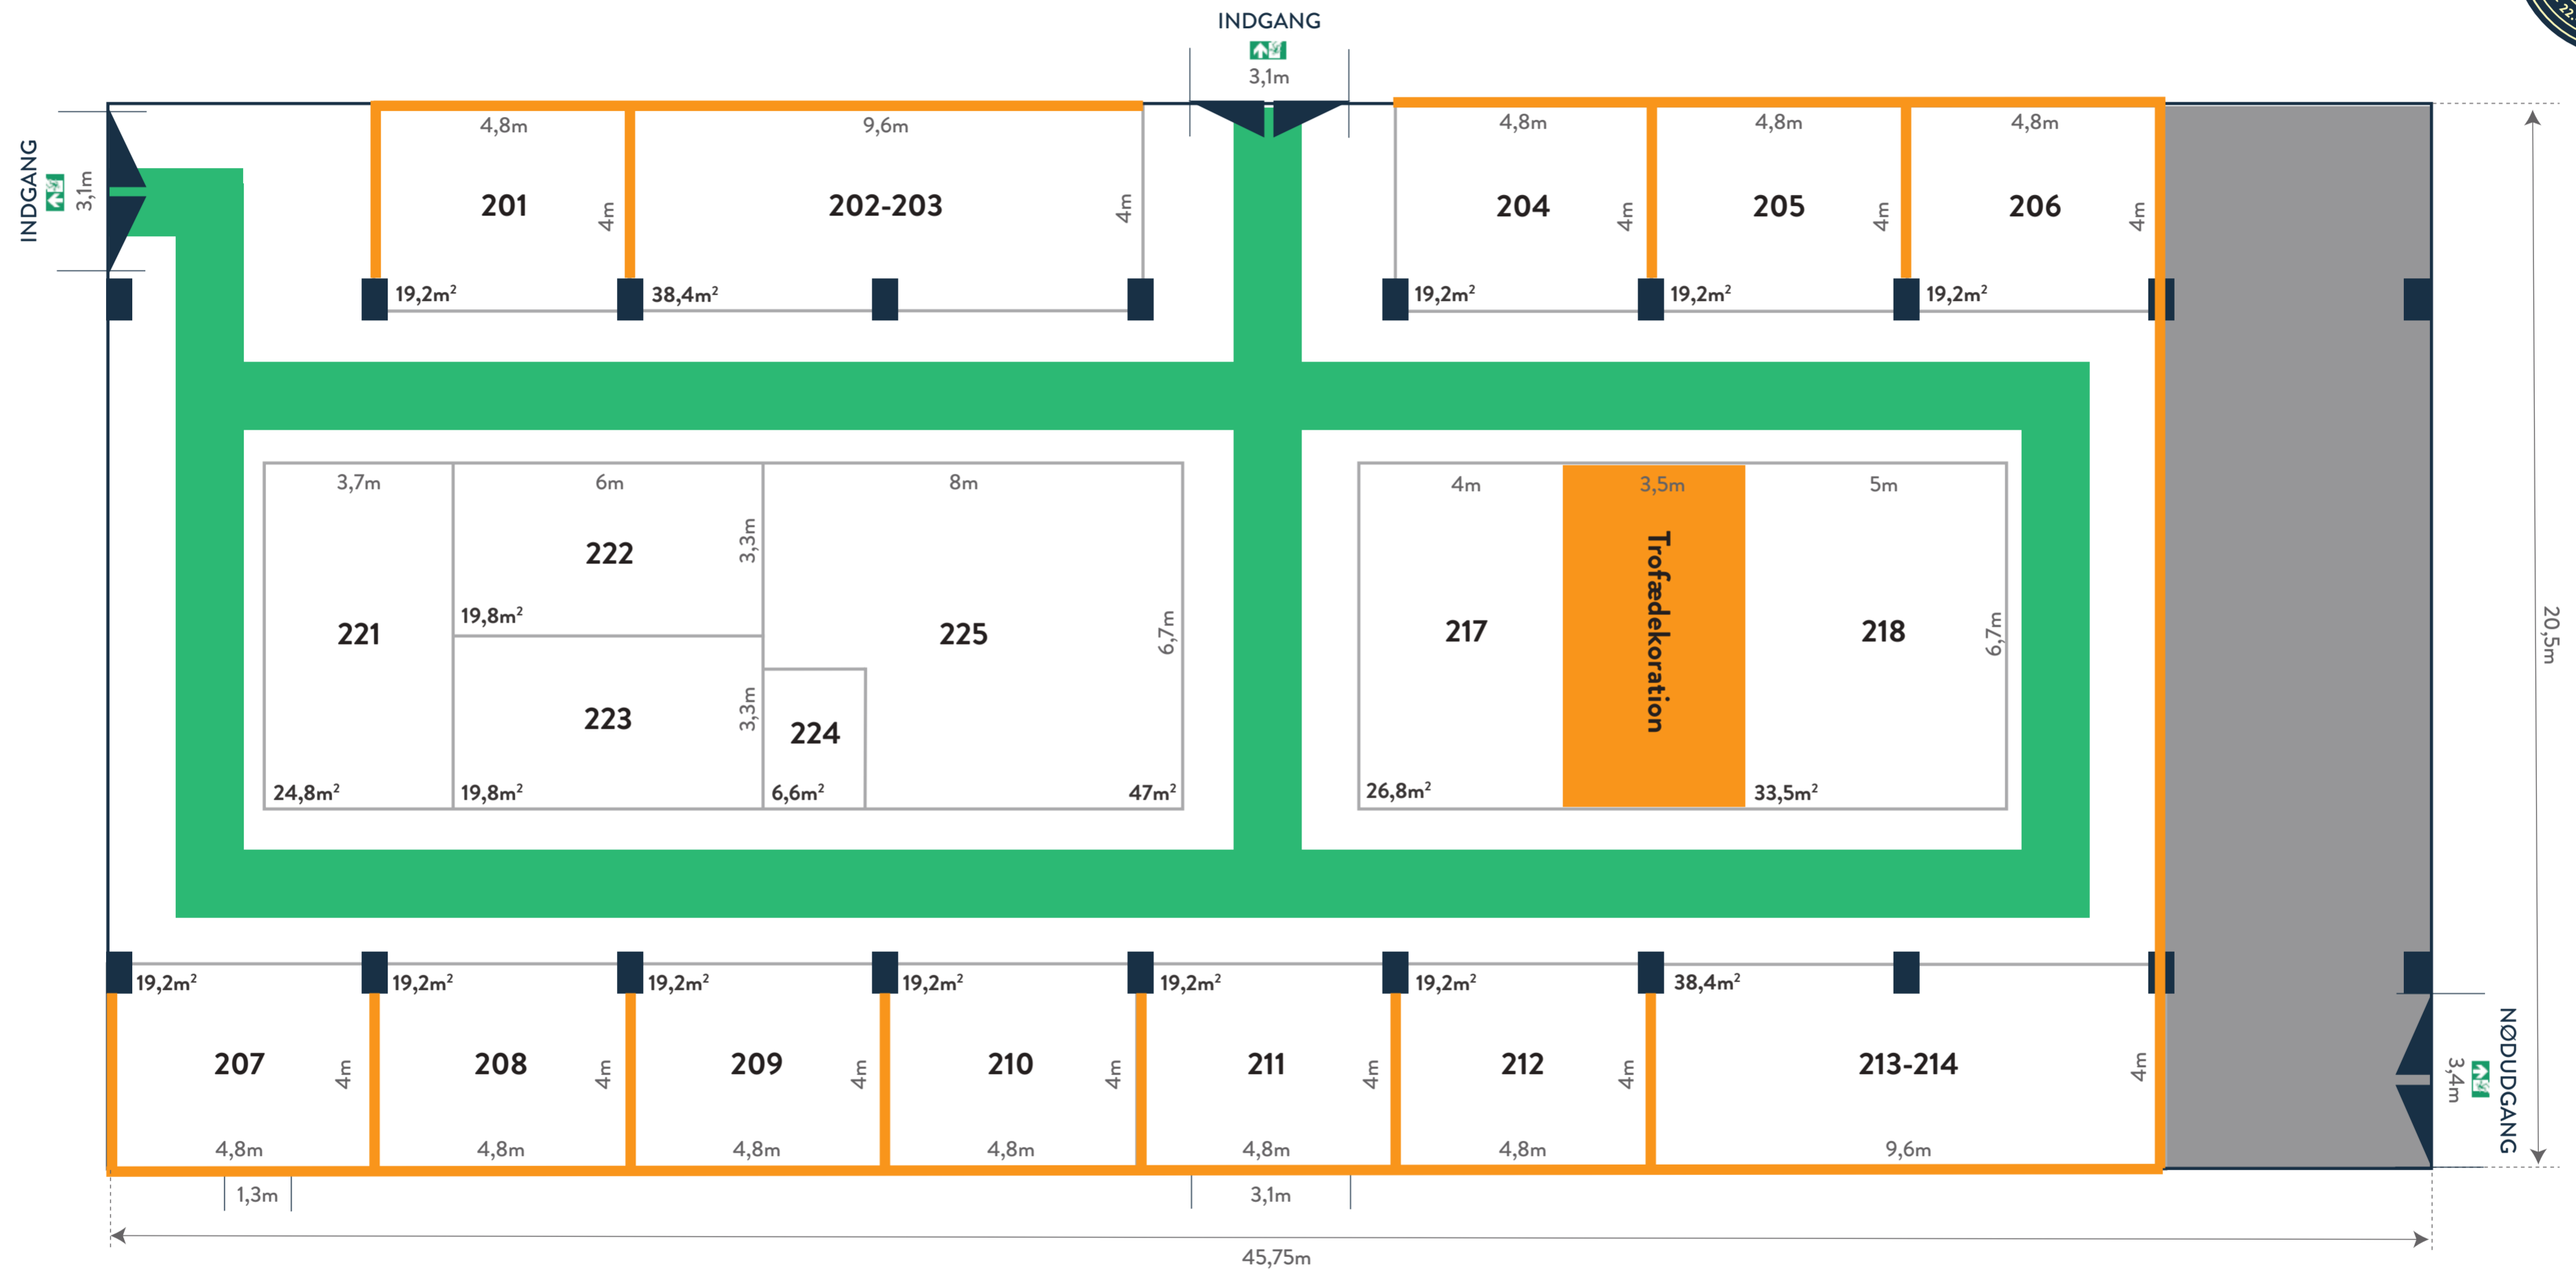 INDGANG
3,1m
22.
INDGANG
3,1m
4,8m
9,6m
4,8m
4,8m
4,8m
201
4m
202-203
4m
204
4m
205
4m
206
4m
19,2m²
38,4m²
19,2m²
19,2m²
19,2m²
3,7m
6m
8m
4m
3,5m
5m
222
3,3m
19,8m²
221
225
6,7m
217
Trofædekoration
218
6,7m
20,5m
223
3,3m
224
24,8m²
19,8m²
6,6m²
47m²
26,8m²
33,5m²
19,2m²
19,2m²
19,2m²
19,2m²
19,2m²
19,2m²
38,4m²
207
4m
208
4m
209
4m
210
4m
211
4m
212
4m
213-214
4m
3,4m
NØDUDGANG
4,8m
4,8m
4,8m
4,8m
4,8m
4,8m
9,6m
1,3m
3,1m
45,75m